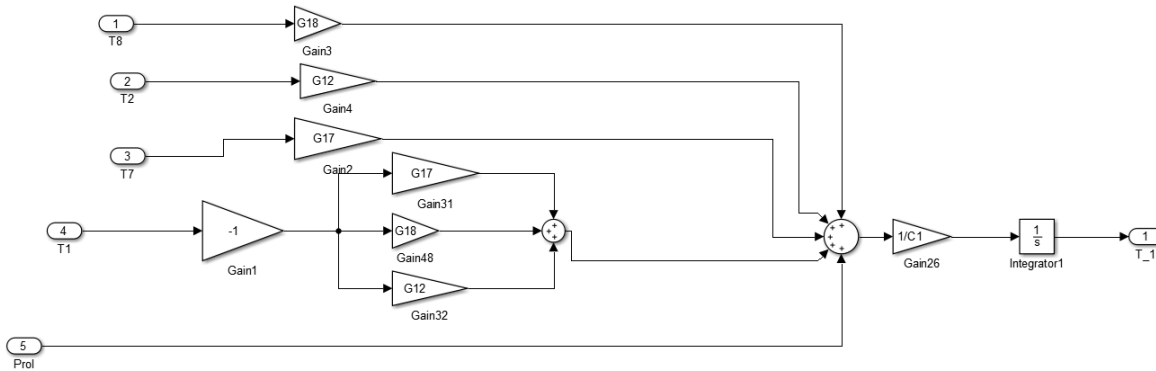 1
T8
G18
Gain3
2
T2
G12
Gain4
3
T7
G17
Gain2
4
T1
-1
Gain1
G17
Gain31
G18
Gain48
G12
Gain32
+
+
+
+
+
+
+
+
1/C1
Gain26
1
s
Integrator1
1
T_1
5
Prol